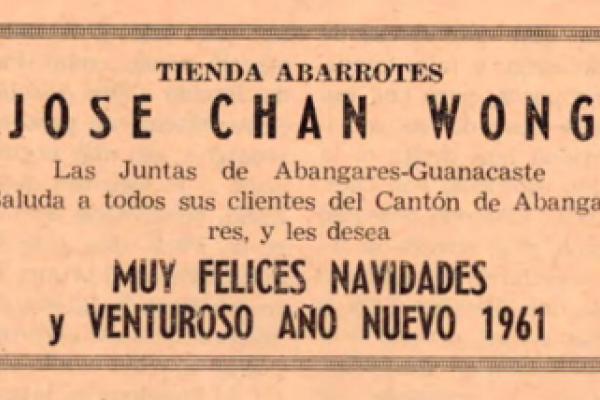 TIENDA ABARROTES
JOSE CHAN WONG
Las Juntas de Abangares-Guanacaste
Saluda a todos sus clientes del Cantón de Abanga-
res, y les desea
MUY FELICES NAVIDADES
y VENTUROSO AÑO NUEVO 1961